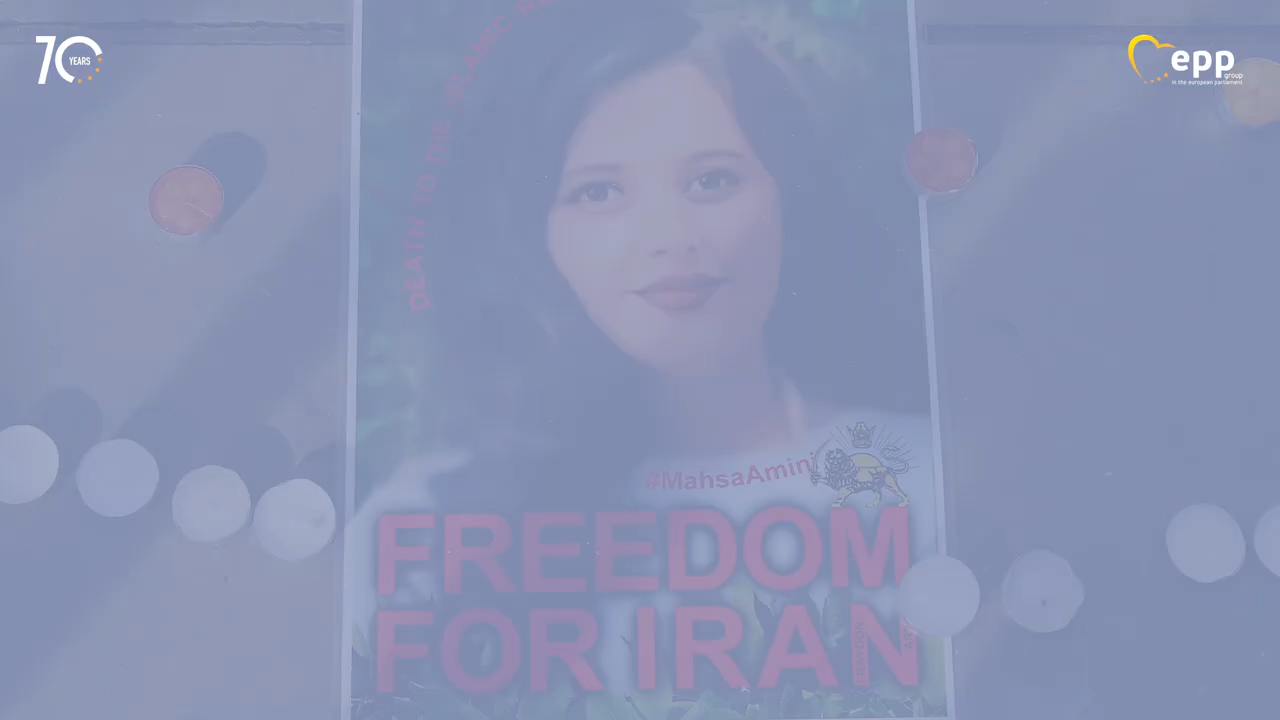 70 YEARS
epp
group
in the european parliament
DEATH TO THE ISLAMIC
#MahsaAmini
FREEDOM
FOR IRAN